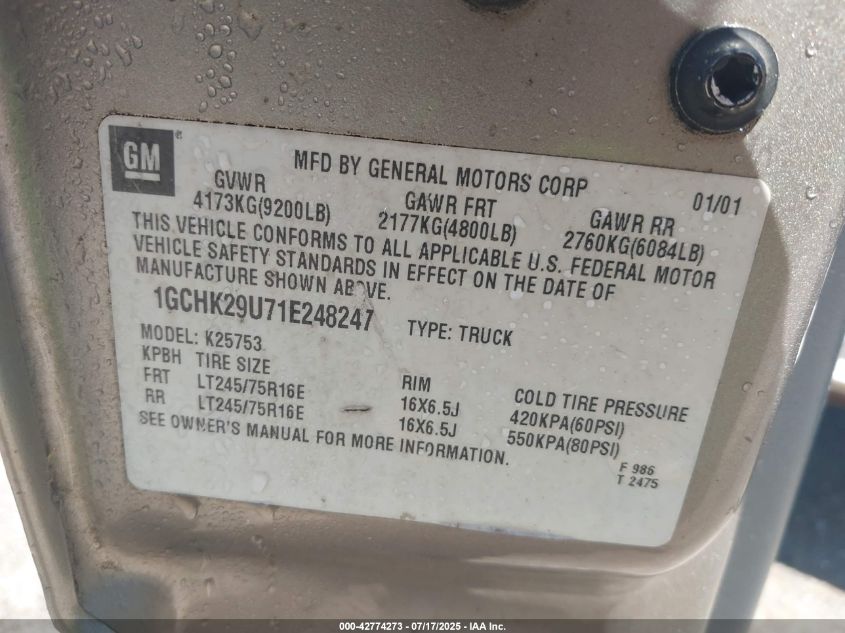 GM
MFD BY GENERAL MOTORS CORP 01/01
GVWR GAWR FRT GAWR RR
4173KG(9200LB) 2177KG(4800LB) 2760KG(6084LB)
THIS VEHICLE CONFORMS TO ALL APPLICABLE U.S. FEDERAL MOTOR
VEHICLE SAFETY STANDARDS IN EFFECT ON THE DATE OF
MANUFACTURE SHOWN ABOVE.
1GCHK29U71E248247 TYPE: TRUCK
MODEL: K25753
KPBH TIRE SIZE RIM COLD TIRE PRESSURE
FRT LT245/75R16E 16X6.5J 420KPA(60PSI)
RR LT245/75R16E 16X6.5J 550KPA(80PSI)
SEE OWNER'S MANUAL FOR MORE INFORMATION.
F 986
T 2475
000-42774273 - 07/17/2025 - IAA Inc.